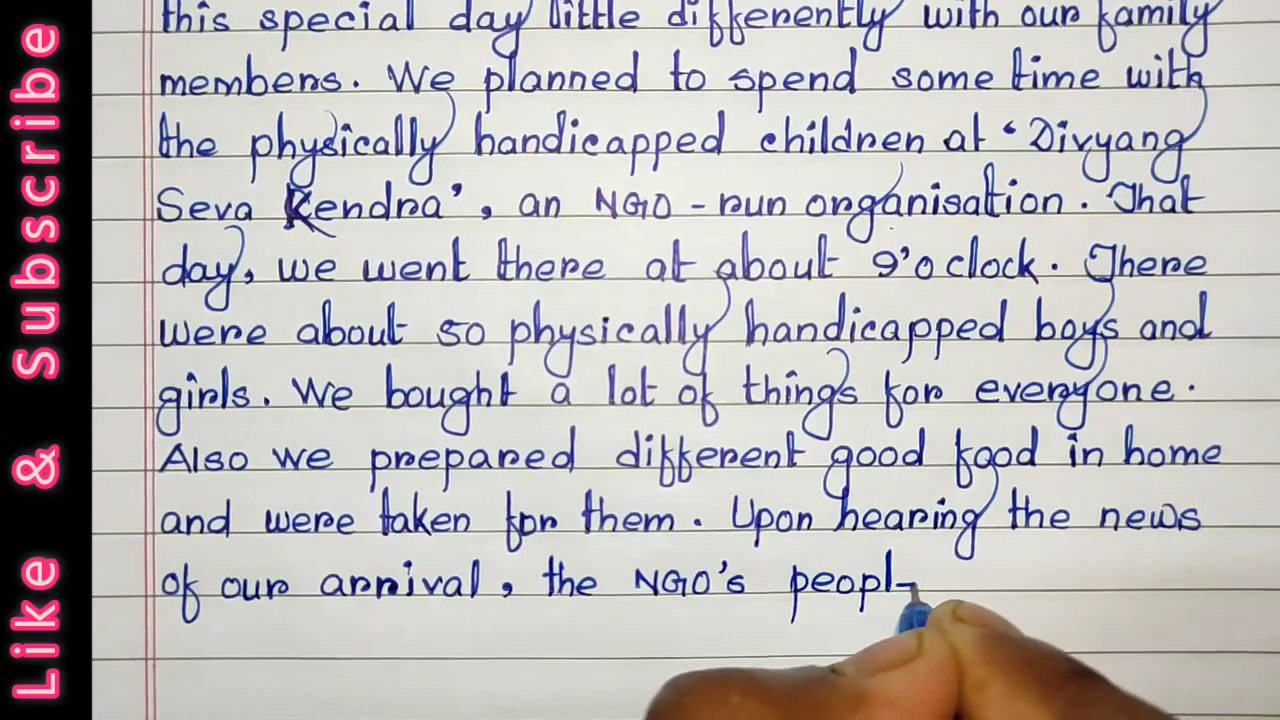 Like & Subscribe
this special day little differently with our family
members. We planned to spend some time with
the physically handicapped children at 'Divyang
Seva Kendra', an NGO-run organisation. That
day, we went there at about 9'o clock. There
were about 50 physically handicapped boys and
girls. We bought a lot of things for everyone.
Also we prepared different good food in home
and were taken for them. Upon hearing the news
of our arrival, the NGO's peopl